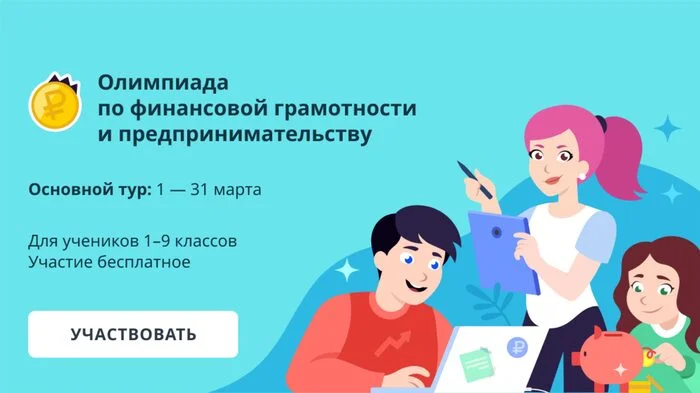 Олимпиада
по финансовой грамотности
и предпринимательству
Основной тур: 1 — 31 марта
Для учеников 1–9 классов
Участие бесплатное
УЧАСТВОВАТЬ